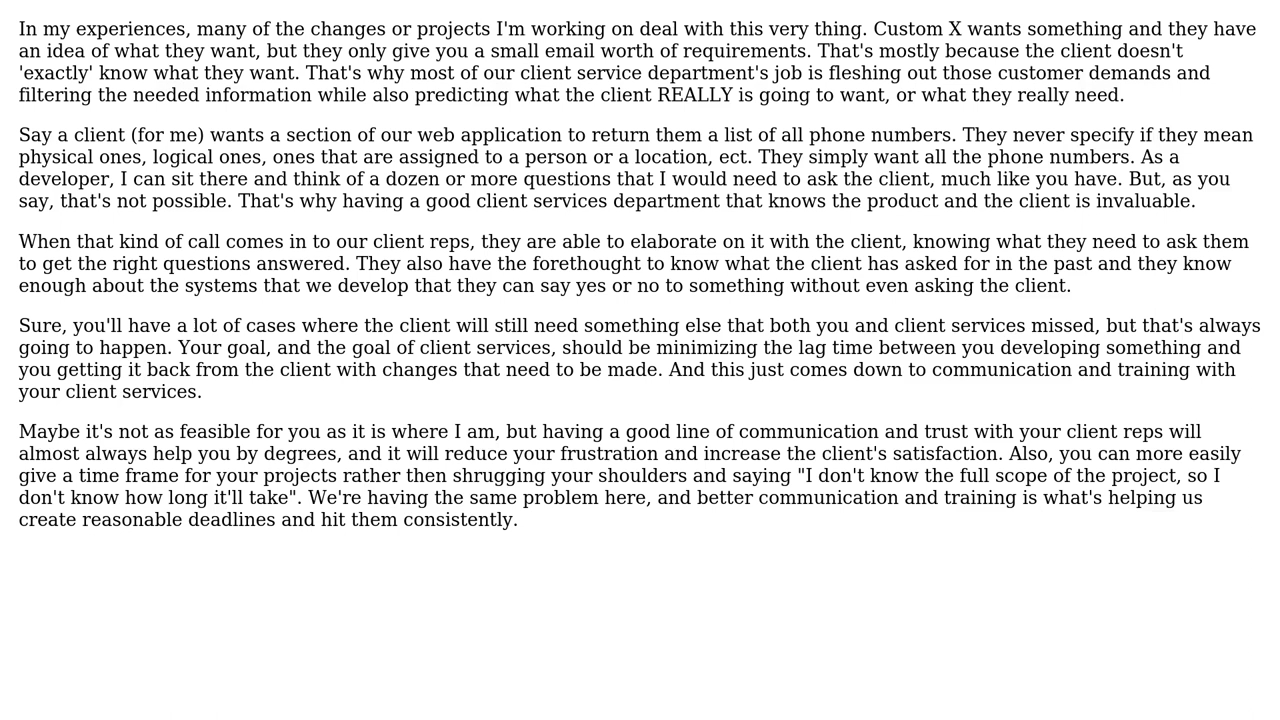 In my experiences, many of the changes or projects I'm working on deal with this very thing. Custom X wants something and they have
an idea of what they want, but they only give you a small email worth of requirements. That's mostly because the client doesn't
'exactly' know what they want. That's why most of our client service department's job is fleshing out those customer demands and
filtering the needed information while also predicting what the client REALLY is going to want, or what they really need.
Say a client (for me) wants a section of our web application to return them a list of all phone numbers. They never specify if they mean
physical ones, logical ones, ones that are assigned to a person or a location, ect. They simply want all the phone numbers. As a
developer, I can sit there and think of a dozen or more questions that I would need to ask the client, much like you have. But, as you
say, that's not possible. That's why having a good client services department that knows the product and the client is invaluable.
When that kind of call comes in to our client reps, they are able to elaborate on it with the client, knowing what they need to ask them
to get the right questions answered. They also have the forethought to know what the client has asked for in the past and they know
enough about the systems that we develop that they can say yes or no to something without even asking the client.
Sure, you'll have a lot of cases where the client will still need something else that both you and client services missed, but that's always
going to happen. Your goal, and the goal of client services, should be minimizing the lag time between you developing something and
you getting it back from the client with changes that need to be made. And this just comes down to communication and training with
your client services.
Maybe it's not as feasible for you as it is where I am, but having a good line of communication and trust with your client reps will
almost always help you by degrees, and it will reduce your frustration and increase the client's satisfaction. Also, you can more easily
give a time frame for your projects rather then shrugging your shoulders and saying "I don't know the full scope of the project, so I
don't know how long it'll take". We're having the same problem here, and better communication and training is what's helping us
create reasonable deadlines and hit them consistently.